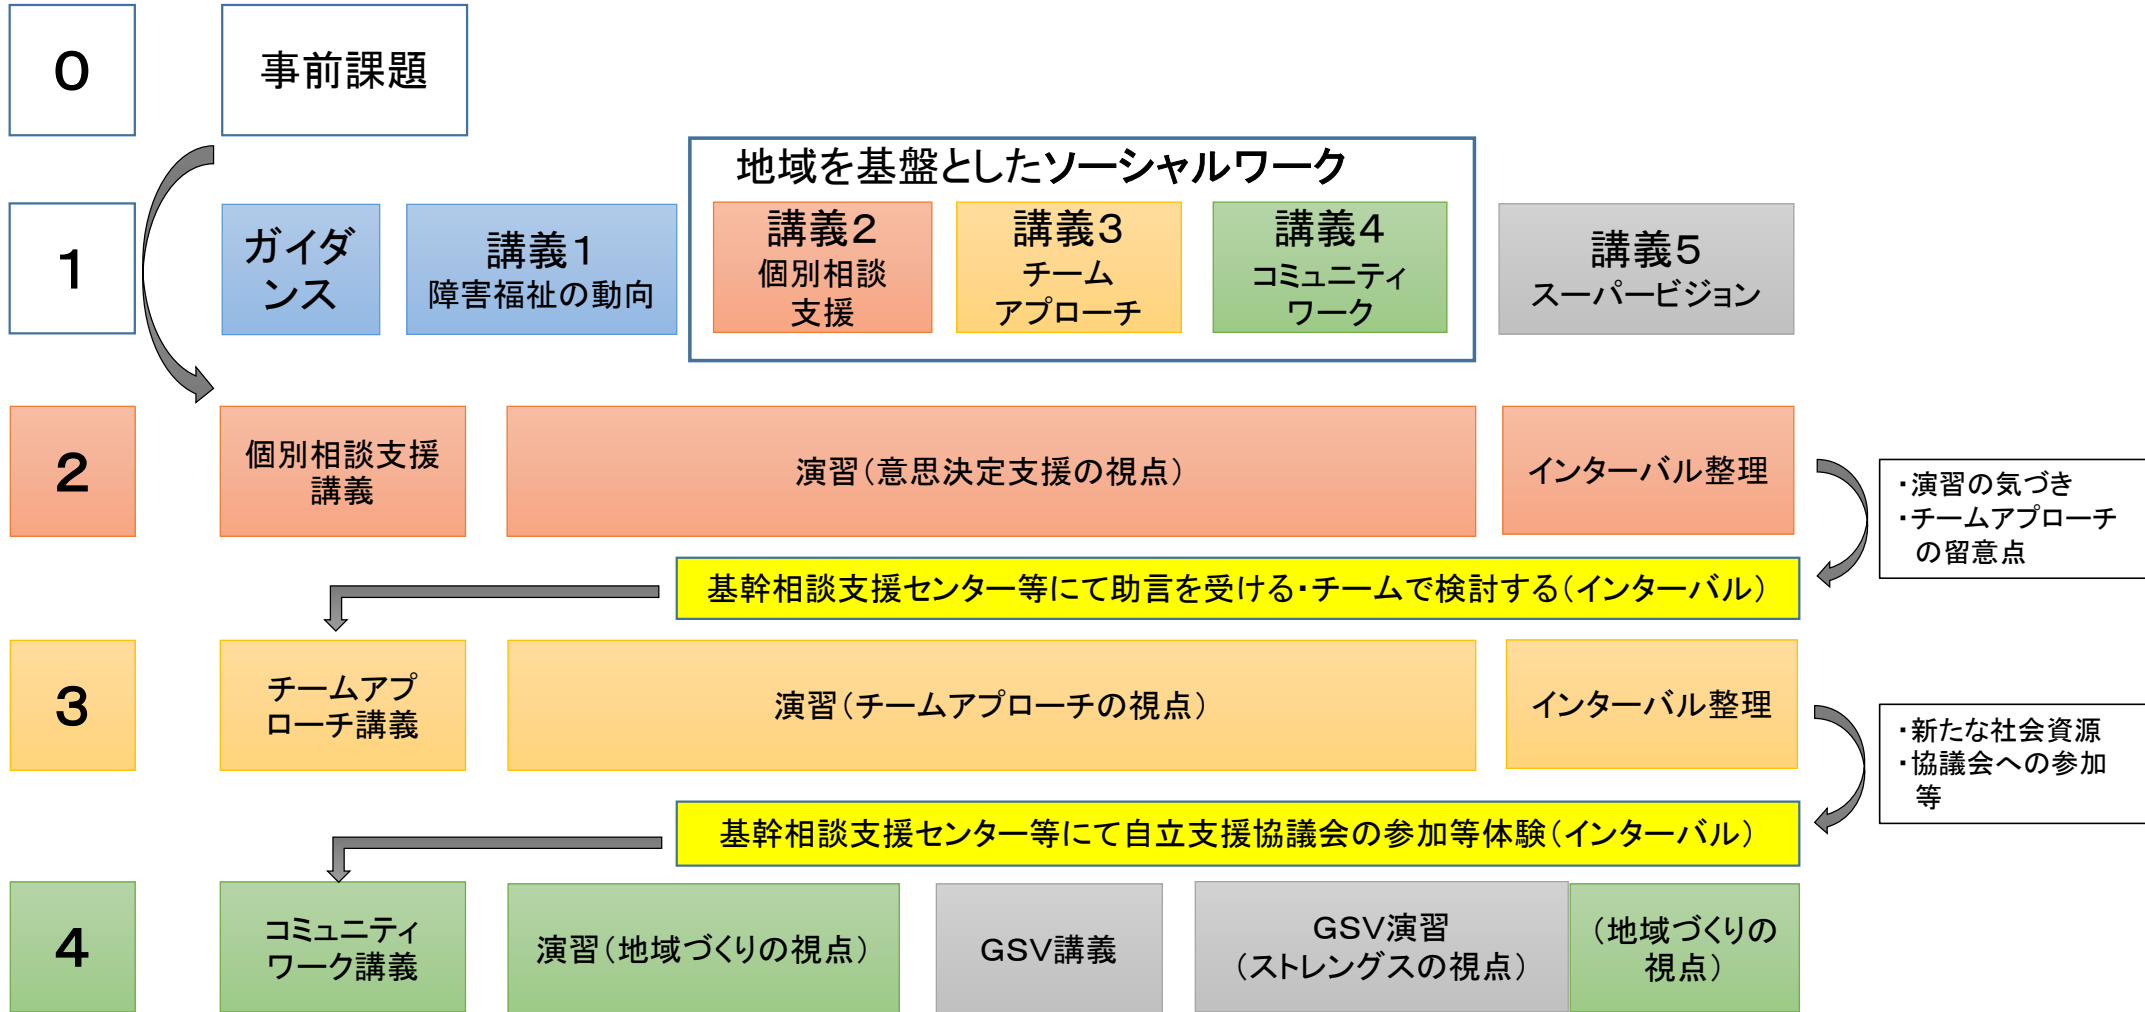 0
事前課題
地域を基盤としたソーシャルワーク
1
ガイダ
ンス
講義1
障害福祉の動向
講義2
個別相談
支援
講義3
チーム
アプローチ
講義4
コミュニティ
ワーク
講義5
スーパービジョン
2
個別相談支援
講義
演習(意思決定支援の視点)
インターバル整理
・演習の気づき
・チームアプローチ
の留意点
基幹相談支援センター等にて助言を受ける・チームで検討する(インターバル)
3
チームアプ
ローチ講義
演習(チームアプローチの視点)
インターバル整理
・新たな社会資源
・協議会への参加
等
基幹相談支援センター等にて自立支援協議会の参加等体験(インターバル)
4
コミュニティ
ワーク講義
演習(地域づくりの視点)
GSV講義
GSV演習
(ストレングスの視点)
(地域づくりの
視点)